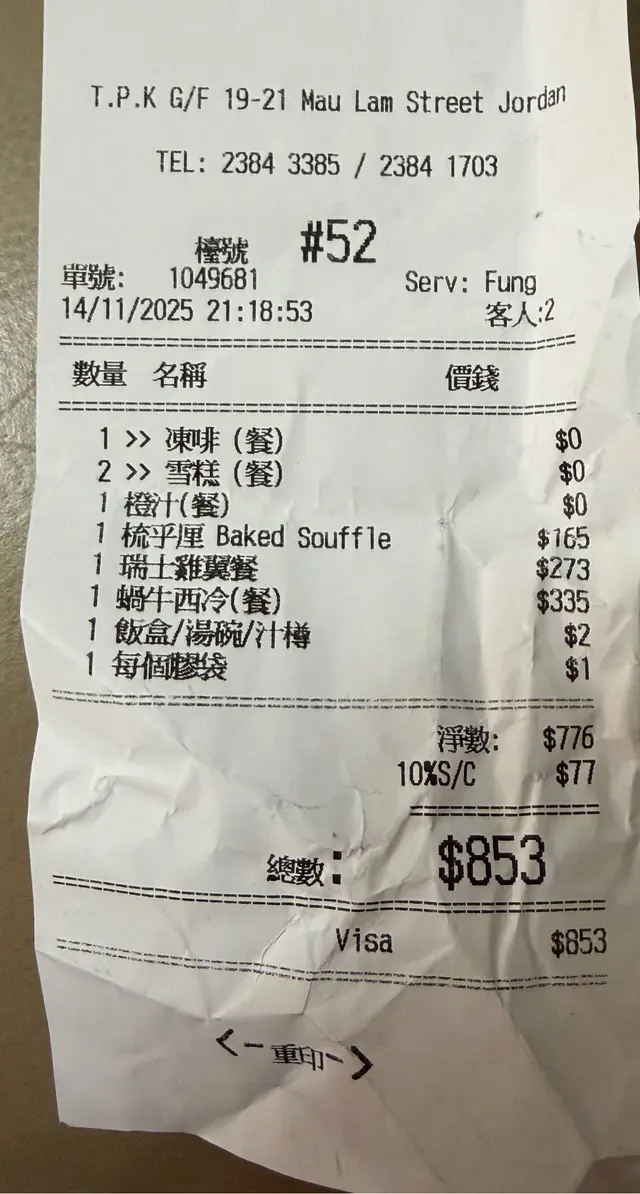 T.P.K G/F 19-21 Mau Lam Street Jordan
TEL: 2384 3385 / 2384 1703
檯號 #52
單號: 1049681 Serv: Fung
14/11/2025 21:18:53 客人:2
數量 名稱 價錢
1 >> 凍啡 (餐) $0
2 >> 雪糕 (餐) $0
1 橙汁(餐) $0
1 梳乎厘 Baked Souffle $165
1 瑞士雞翼餐 $273
1 蝸牛西冷(餐) $335
1 飯盒/湯碗/汁樽 $2
1 每個膠袋 $1
淨數: $776
10%S/C $77
總數: $853
Visa $853
<-重印->